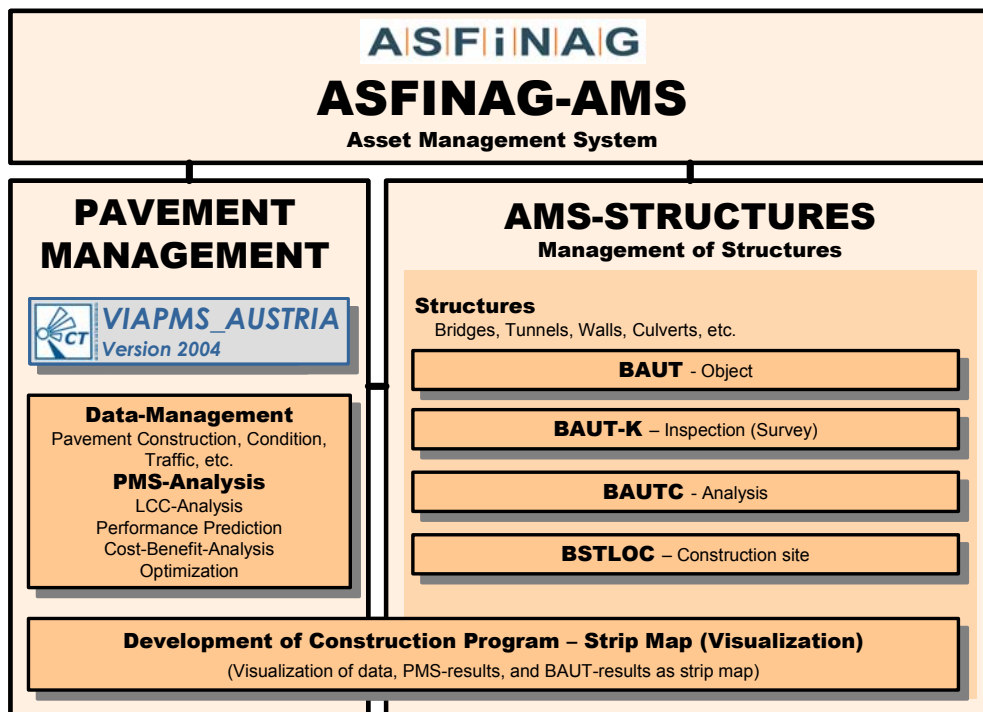 A|S|F|i|N|A|G
ASFINAG-AMS
Asset Management System
PAVEMENT
MANAGEMENT
CT
VIAPMS_AUSTRIA
Version 2004
Data-Management
Pavement Construction, Condition,
Traffic, etc.
PMS-Analysis
LCC-Analysis
Performance Prediction
Cost-Benefit-Analysis
Optimization
AMS-STRUCTURES
Management of Structures
Structures
Bridges, Tunnels, Walls, Culverts, etc.
BAUT - Object
BAUT-K – Inspection (Survey)
BAUTC - Analysis
BSTLOC – Construction site
Development of Construction Program – Strip Map (Visualization)
(Visualization of data, PMS-results, and BAUT-results as strip map)